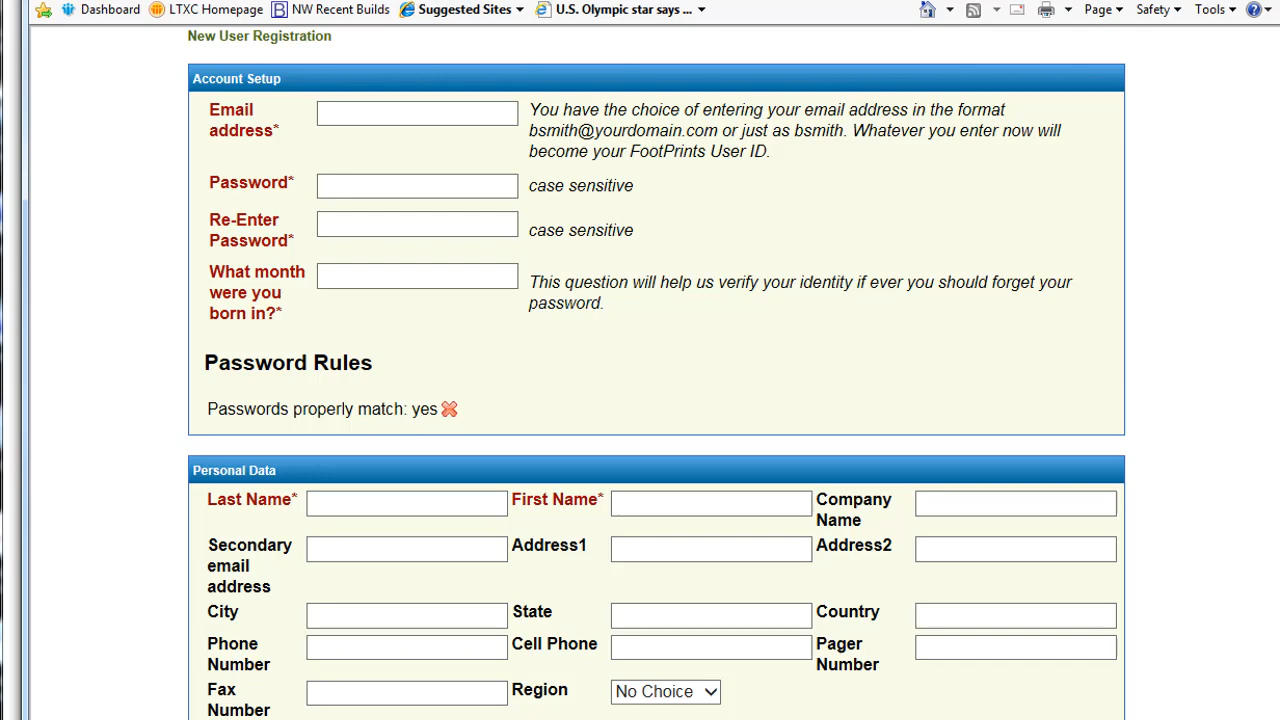 Dashboard LTXC Homepage NW Recent Builds Suggested Sites U.S. Olympic star says ... Page Safety Tools
New User Registration
Account Setup
Email address* You have the choice of entering your email address in the format
bsmith@yourdomain.com or just as bsmith. Whatever you enter now will
become your FootPrints User ID.
Password* case sensitive
Re-Enter
Password* case sensitive
What month
were you
born in?* This question will help us verify your identity if ever you should forget your
password.
Password Rules
Passwords properly match: yes
Personal Data
Last Name* First Name* Company
Name
Secondary
email
address Address1 Address2
City State Country
Phone
Number Cell Phone Pager
Number
Fax
Number Region No Choice